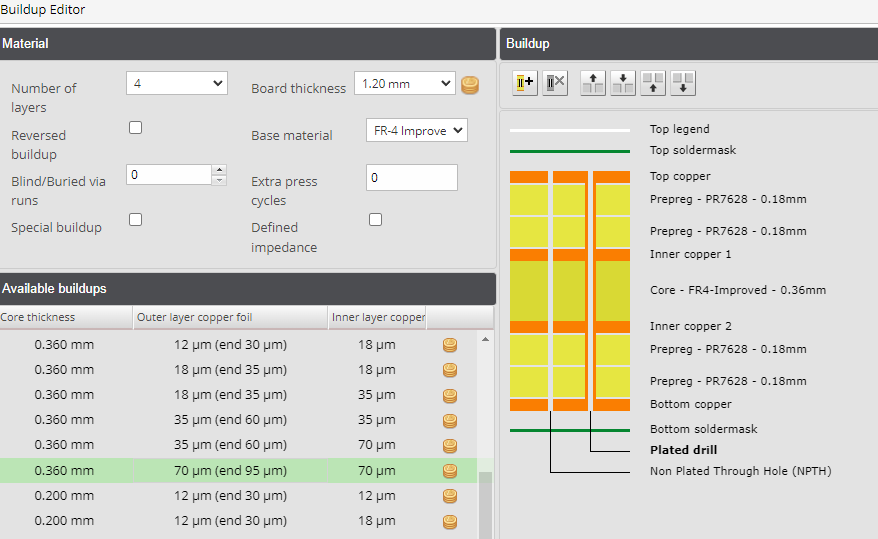 Buildup Editor
Material
Number of layers
4
Board thickness
1.20 mm
Reversed buildup
Base material
FR-4 Improve
Blind/Buried via runs
0
Extra press cycles
0
Special buildup
Defined impedance
Available buildups
Core thickness Outer layer copper foil Inner layer copper
0.360 mm 12 µm (end 30 µm) 18 µm
0.360 mm 18 µm (end 35 µm) 18 µm
0.360 mm 18 µm (end 35 µm) 35 µm
0.360 mm 35 µm (end 60 µm) 35 µm
0.360 mm 35 µm (end 60 µm) 70 µm
0.360 mm 70 µm (end 95 µm) 70 µm
0.200 mm 12 µm (end 30 µm) 12 µm
0.200 mm 12 µm (end 30 µm) 18 µm
Buildup
Top legend
Top soldermask
Top copper
Prepreg - PR7628 - 0.18mm
Prepreg - PR7628 - 0.18mm
Inner copper 1
Core - FR4-Improved - 0.36mm
Inner copper 2
Prepreg - PR7628 - 0.18mm
Prepreg - PR7628 - 0.18mm
Bottom copper
Bottom soldermask
Plated drill
Non Plated Through Hole (NPTH)